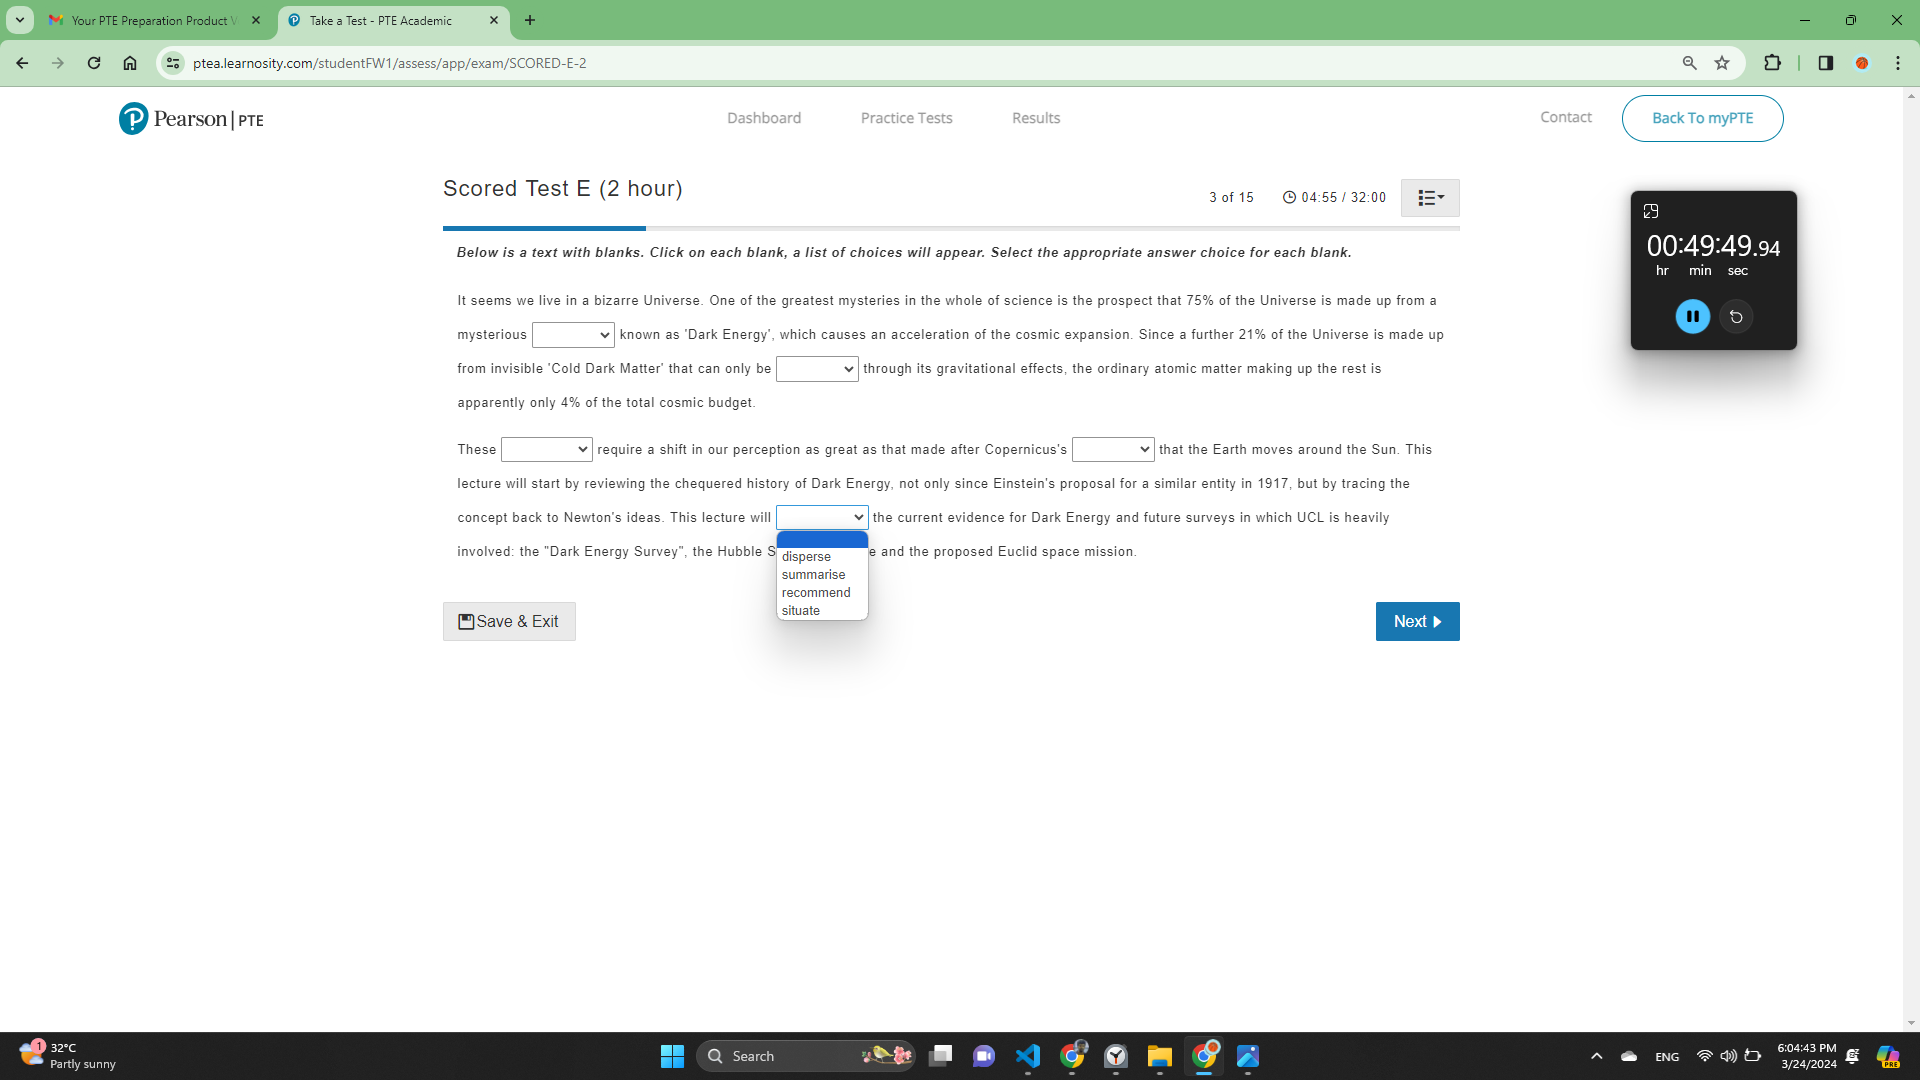 Your PTE Preparation Product V
Take a Test - PTE Academic
ptea.learnosity.com/studentFW1/assess/app/exam/SCORED-E-2
Pearson | PTE
Dashboard
Practice Tests
Results
Contact
Back To myPTE
Scored Test E (2 hour)
3 of 15
04:55 / 32:00
00:49:49.94
hr min sec
Below is a text with blanks. Click on each blank, a list of choices will appear. Select the appropriate answer choice for each blank.
It seems we live in a bizarre Universe. One of the greatest mysteries in the whole of science is the prospect that 75% of the Universe is made up from a
mysterious known as 'Dark Energy', which causes an acceleration of the cosmic expansion. Since a further 21% of the Universe is made up
from invisible 'Cold Dark Matter' that can only be through its gravitational effects, the ordinary atomic matter making up the rest is
apparently only 4% of the total cosmic budget.
These require a shift in our perception as great as that made after Copernicus's that the Earth moves around the Sun. This
lecture will start by reviewing the chequered history of Dark Energy, not only since Einstein's proposal for a similar entity in 1917, but by tracing the
concept back to Newton's ideas. This lecture will the current evidence for Dark Energy and future surveys in which UCL is heavily
involved: the "Dark Energy Survey", the Hubble S e and the proposed Euclid space mission.
disperse
summarise
recommend
situate
Save & Exit
Next
1
32°C
Partly sunny
Search
ENG
6:04:43 PM
3/24/2024
PRE